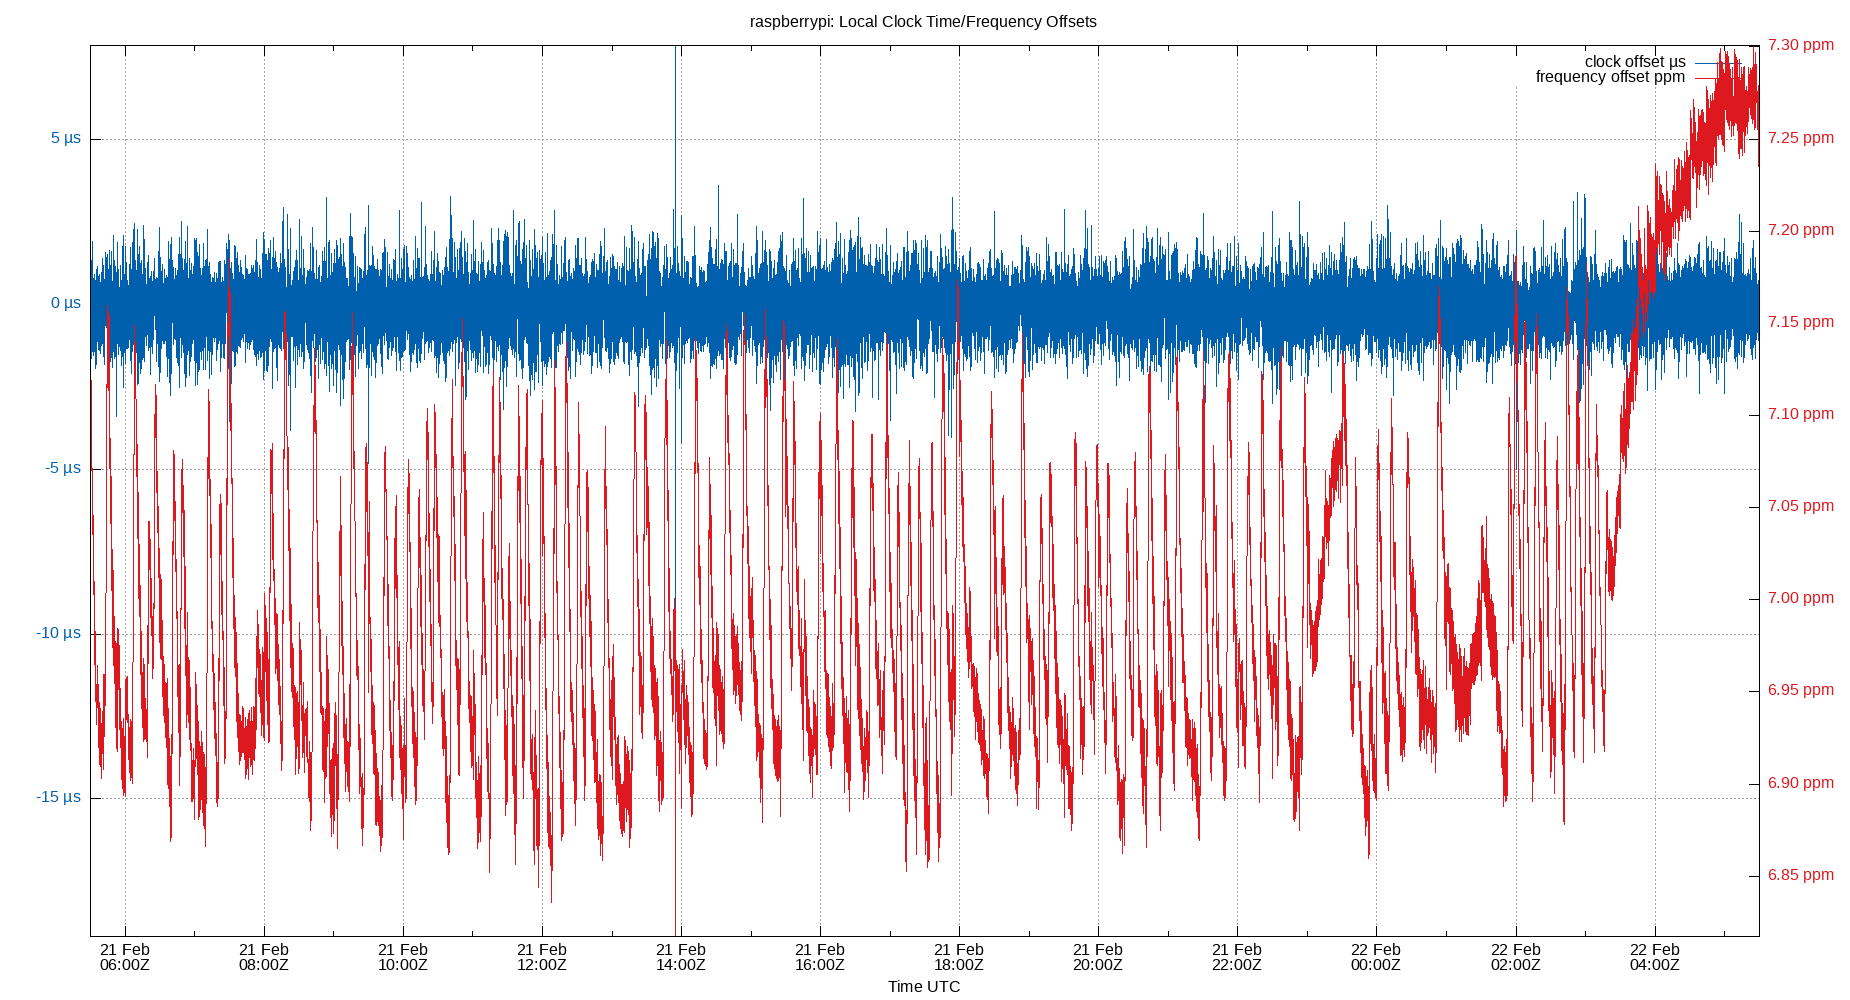 raspberrypi: Local Clock Time/Frequency Offsets
clock offset µs
frequency offset ppm
5 µs
0 µs
-5 µs
-10 µs
-15 µs
7.30 ppm
7.25 ppm
7.20 ppm
7.15 ppm
7.10 ppm
7.05 ppm
7.00 ppm
6.95 ppm
6.90 ppm
6.85 ppm
21 Feb
06:00Z
21 Feb
08:00Z
21 Feb
10:00Z
21 Feb
12:00Z
21 Feb
14:00Z
21 Feb
16:00Z
21 Feb
18:00Z
21 Feb
20:00Z
21 Feb
22:00Z
22 Feb
00:00Z
22 Feb
02:00Z
22 Feb
04:00Z
Time UTC